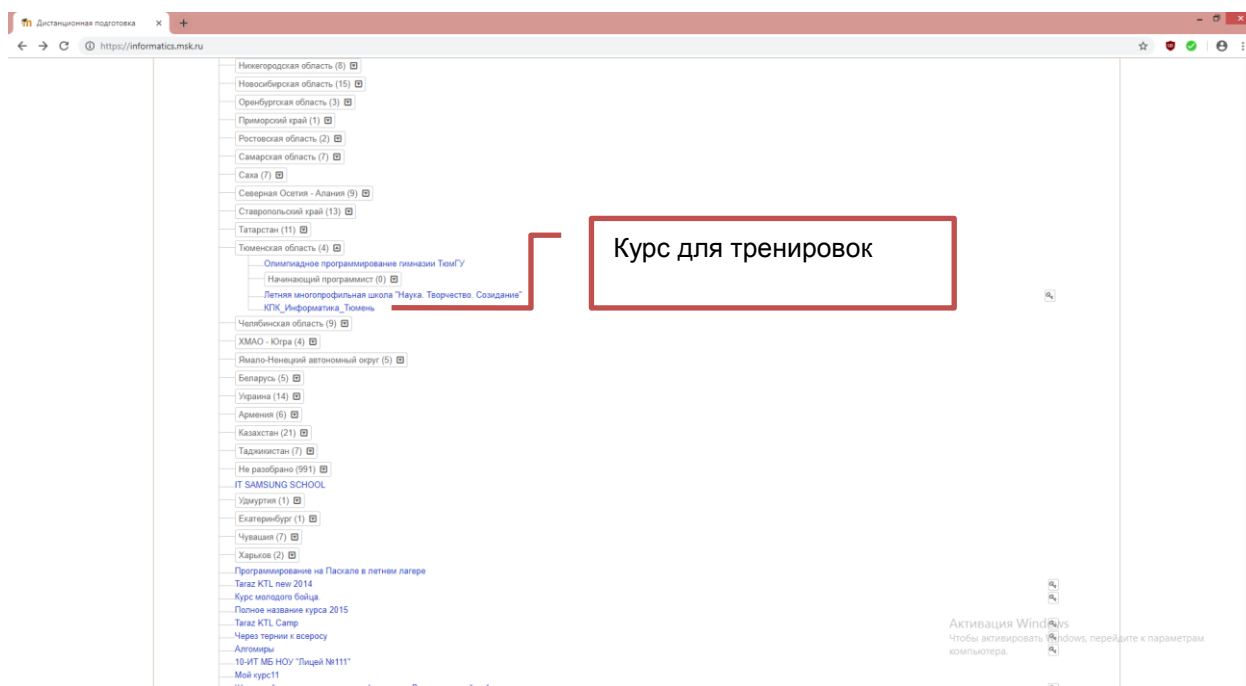 Дистанционная подготовка
https://informatics.msk.ru
Нижегородская область (8)
Новосибирская область (15)
Оренбургская область (3)
Приморский край (1)
Ростовская область (2)
Самарская область (7)
Саха (7)
Северная Осетия - Алания (9)
Ставропольский край (13)
Татарстан (11)
Тюменская область (4)
Олимпиадное программирование гимназии ТюмГУ
Начинающий программист (0)
Летняя многопрофильная школа "Наука. Творчество. Созидание"
КПК_Информатика_Тюмень
Курс для тренировок
Челябинская область (9)
ХМАО - Югра (4)
Ямало-Ненецкий автономный округ (5)
Беларусь (5)
Украина (14)
Армения (6)
Казахстан (21)
Таджикистан (7)
Не разобрано (991)
IT SAMSUNG SCHOOL
Удмуртия (1)
Екатеринбург (1)
Чувашия (7)
Харьков (2)
Программирование на Паскале в летнем лагере
Taraz KTL new 2014
Курс молодого бойца.
Полное название курса 2015
Taraz KTL Camp
Через тернии к всеросу
Алгомиры
10-ИТ МБ НОУ "Лицей №111"
Мой курс11
Активация Windows
Чтобы активировать Windows, перейдите к параметрам
компьютера.